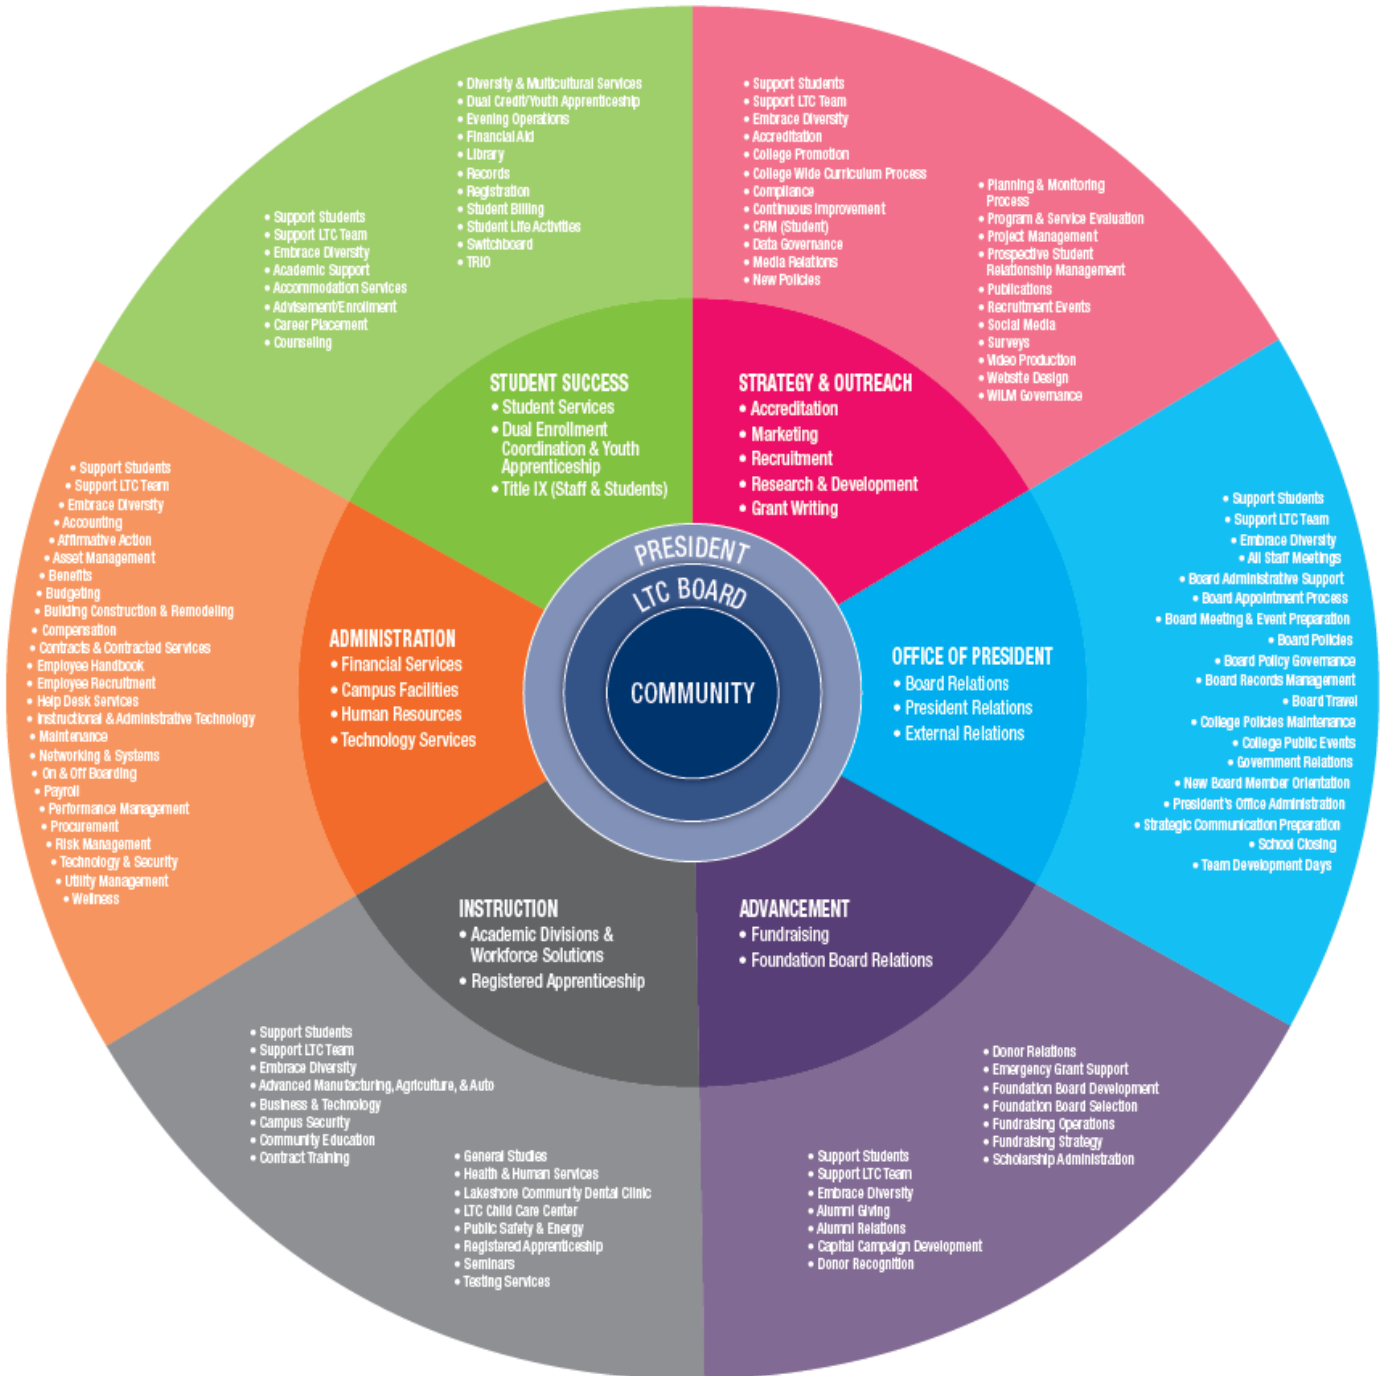 • Diversity & Multicultural Services
• Dual Credit/Youth Apprenticeship
• Evening Operations
• Financial Aid
• Library
• Records
• Registration
• Student Billing
• Student Life Activities
• Switchboard
• TRIO
• Support Students
• Support LTC Team
• Embrace Diversity
• Academic Support
• Accommodation Services
• Advisement/Enrollment
• Career Placement
• Counseling
STUDENT SUCCESS
• Student Services
• Dual Enrollment
Coordination & Youth
Apprenticeship
• Title IX (Staff & Students)
• Support Students
• Support LTC Team
• Embrace Diversity
• Accreditation
• College Promotion
• College Wide Curriculum Process
• Compliance
• Continuous Improvement
• CRM (Student)
• Data Governance
• Media Relations
• New Policies
• Planning & Monitoring
Process
• Program & Service Evaluation
• Project Management
• Prospective Student
Relationship Management
• Publications
• Recruitment Events
• Social Media
• Surveys
• Video Production
• Website Design
• WILM Governance
STRATEGY & OUTREACH
• Accreditation
• Marketing
• Recruitment
• Research & Development
• Grant Writing
• Support Students
• Support LTC Team
• Embrace Diversity
• Accounting
• Affirmative Action
• Asset Management
• Benefits
• Budgeting
• Building Construction & Remodeling
• Compensation
• Contracts & Contracted Services
• Employee Handbook
• Employee Recruitment
• Help Desk Services
• Instructional & Administrative Technology
• Maintenance
• Networking & Systems
• On & Off Boarding
• Payroll
• Performance Management
• Procurement
• Risk Management
• Technology & Security
• Utility Management
• Wellness
ADMINISTRATION
• Financial Services
• Campus Facilities
• Human Resources
• Technology Services
PRESIDENT
LTC BOARD
COMMUNITY
OFFICE OF PRESIDENT
• Board Relations
• President Relations
• External Relations
• Support Students
• Support LTC Team
• Embrace Diversity
• All Staff Meetings
• Board Administrative Support
• Board Appointment Process
• Board Meeting & Event Preparation
• Board Policies
• Board Policy Governance
• Board Records Management
• Board Travel
• College Policies Maintenance
• College Public Events
• Government Relations
• New Board Member Orientation
• President's Office Administration
• Strategic Communication Preparation
• School Closing
• Team Development Days
INSTRUCTION
• Academic Divisions &
Workforce Solutions
• Registered Apprenticeship
• Support Students
• Support LTC Team
• Embrace Diversity
• Advanced Manufacturing, Agriculture, & Auto
• Business & Technology
• Campus Security
• Community Education
• Contract Training
• General Studies
• Health & Human Services
• Lakeshore Community Dental Clinic
• LTC Child Care Center
• Public Safety & Energy
• Registered Apprenticeship
• Seminars
• Testing Services
ADVANCEMENT
• Fundraising
• Foundation Board Relations
• Support Students
• Support LTC Team
• Embrace Diversity
• Alumni Giving
• Alumni Relations
• Capital Campaign Development
• Donor Recognition
• Donor Relations
• Emergency Grant Support
• Foundation Board Development
• Foundation Board Selection
• Fundraising Operations
• Fundraising Strategy
• Scholarship Administration